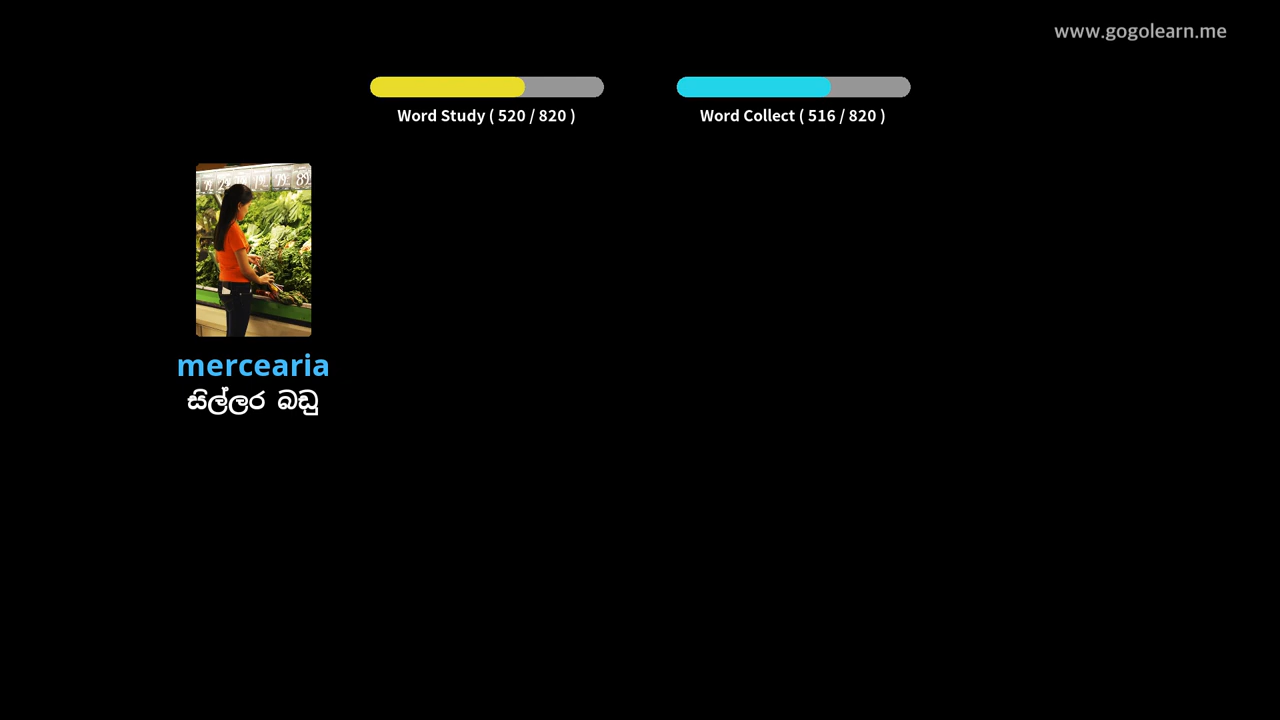 www.gogolearn.me
Word Study ( 520 / 820 )
Word Collect ( 516 / 820 )
mercearia
සිල්ලර බඩු